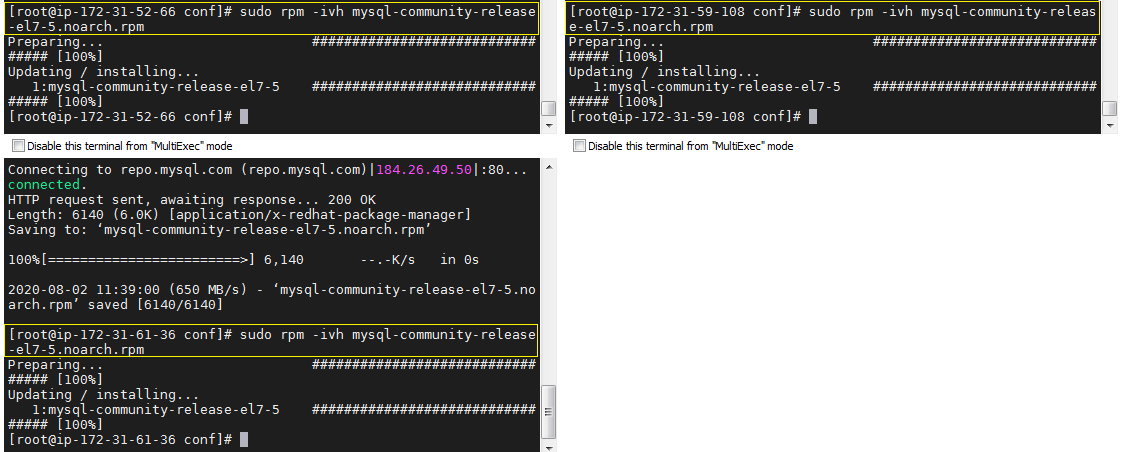 [root@ip-172-31-52-66 conf]# sudo rpm -ivh mysql-community-release
-el7-5.noarch.rpm
Preparing... ############################
##### [100%]
Updating / installing...
1:mysql-community-release-el7-5 ############################
##### [100%]
[root@ip-172-31-52-66 conf]#
Disable this terminal from "MultiExec" mode
[root@ip-172-31-59-108 conf]# sudo rpm -ivh mysql-community-releas
e-el7-5.noarch.rpm
Preparing... ############################
##### [100%]
Updating / installing...
1:mysql-community-release-el7-5 ############################
##### [100%]
[root@ip-172-31-59-108 conf]#
Disable this terminal from "MultiExec" mode
Connecting to repo.mysql.com (repo.mysql.com)|184.26.49.50|:80...
connected.
HTTP request sent, awaiting response... 200 OK
Length: 6140 (6.0K) [application/x-redhat-package-manager]
Saving to: ‘mysql-community-release-el7-5.noarch.rpm’
100%[========================>] 6,140 --.-K/s in 0s
2020-08-02 11:39:00 (650 MB/s) - ‘mysql-community-release-el7-5.no
arch.rpm’ saved [6140/6140]
[root@ip-172-31-61-36 conf]# sudo rpm -ivh mysql-community-release
-el7-5.noarch.rpm
Preparing... ############################
##### [100%]
Updating / installing...
1:mysql-community-release-el7-5 ############################
##### [100%]
[root@ip-172-31-61-36 conf]#